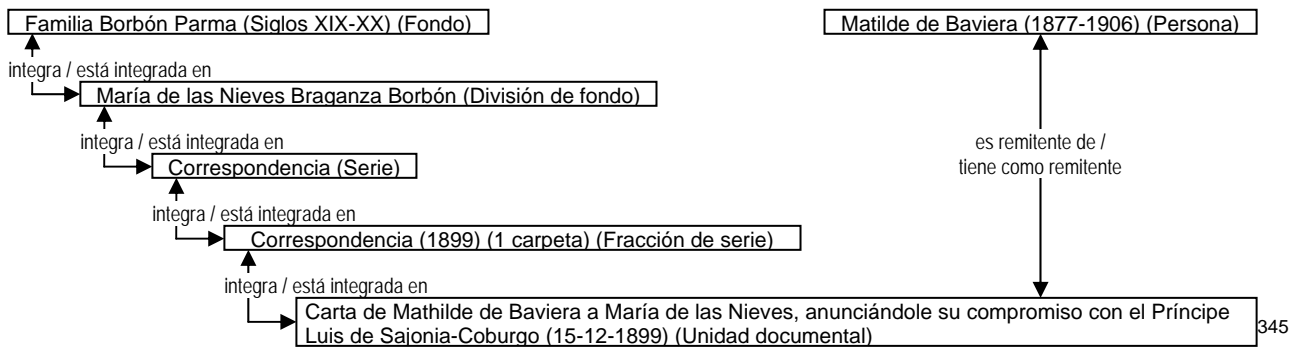 Familia Borbón Parma (Siglos XIX-XX) (Fondo)
Matilde de Baviera (1877-1906) (Persona)
integra / está integrada en
María de las Nieves Braganza Borbón (División de fondo)
integra / está integrada en
es remitente de /
tiene como remitente
Correspondencia (Serie)
integra / está integrada en
Correspondencia (1899) (1 carpeta) (Fracción de serie)
integra / está integrada en
Carta de Mathilde de Baviera a María de las Nieves, anunciándole su compromiso con el Príncipe
Luis de Sajonia-Coburgo (15-12-1899) (Unidad documental)
345